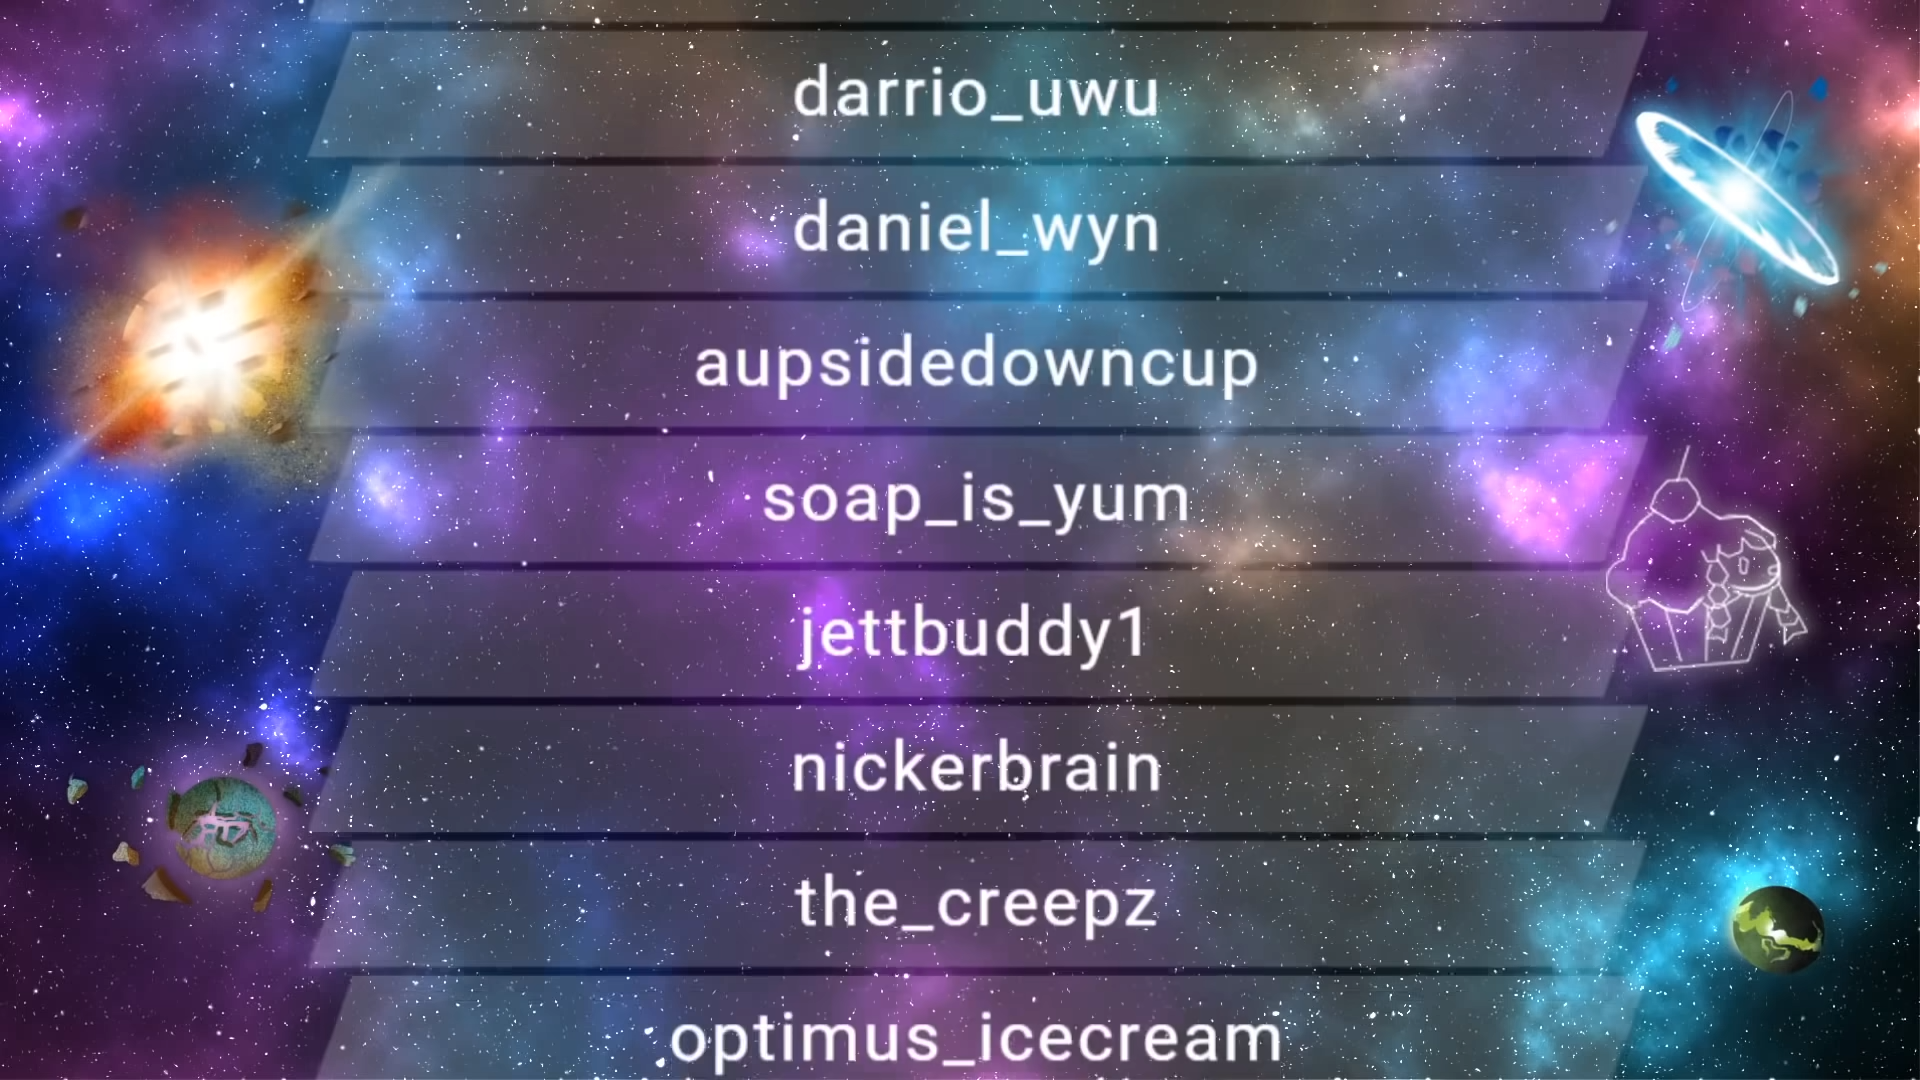 darrio_uwu
daniel_wyn
aupsidedowncup
soap_is_yum
jettbuddy1
nickerbrain
the_creepz
optimus_icecream